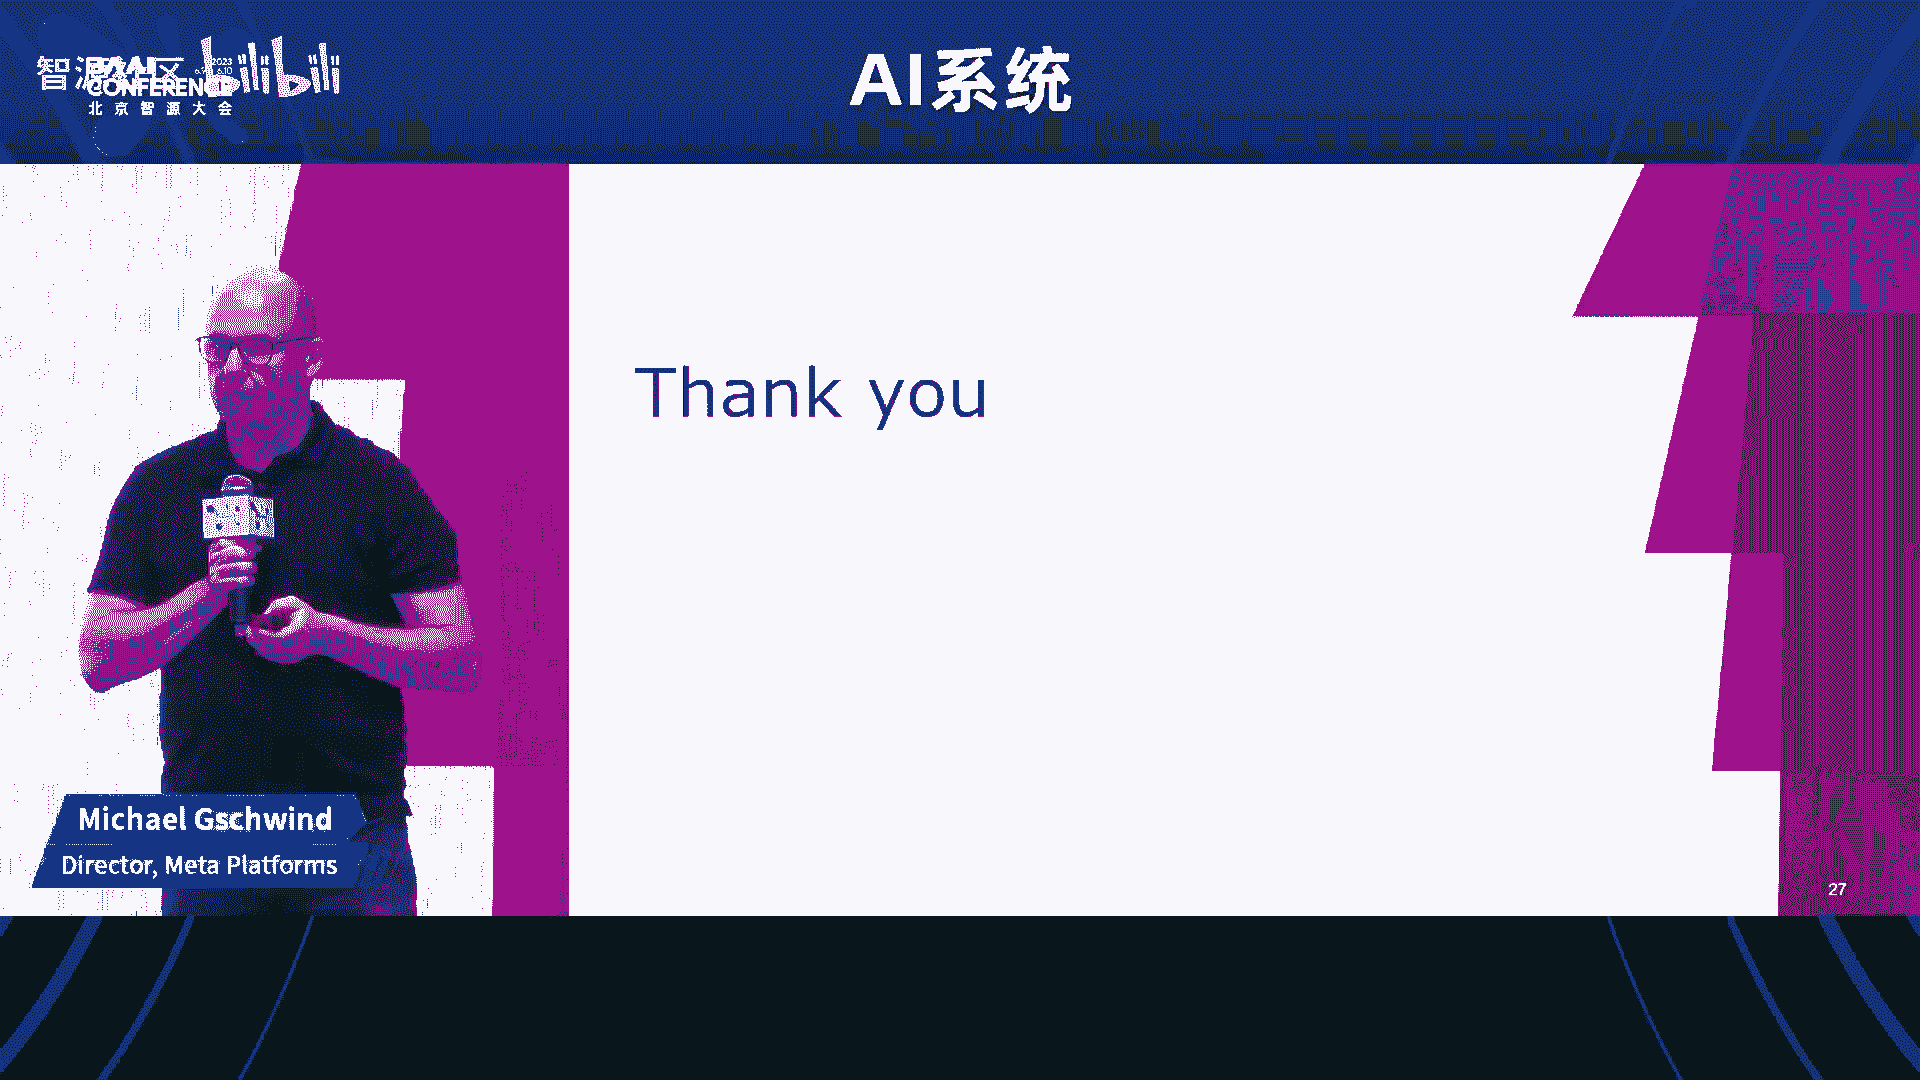 AI系统
智源社区 bilibili
BAAI 2023
CONFERENCE
北京智源大会
Thank you
Michael Gschwind
Director, Meta Platforms
27